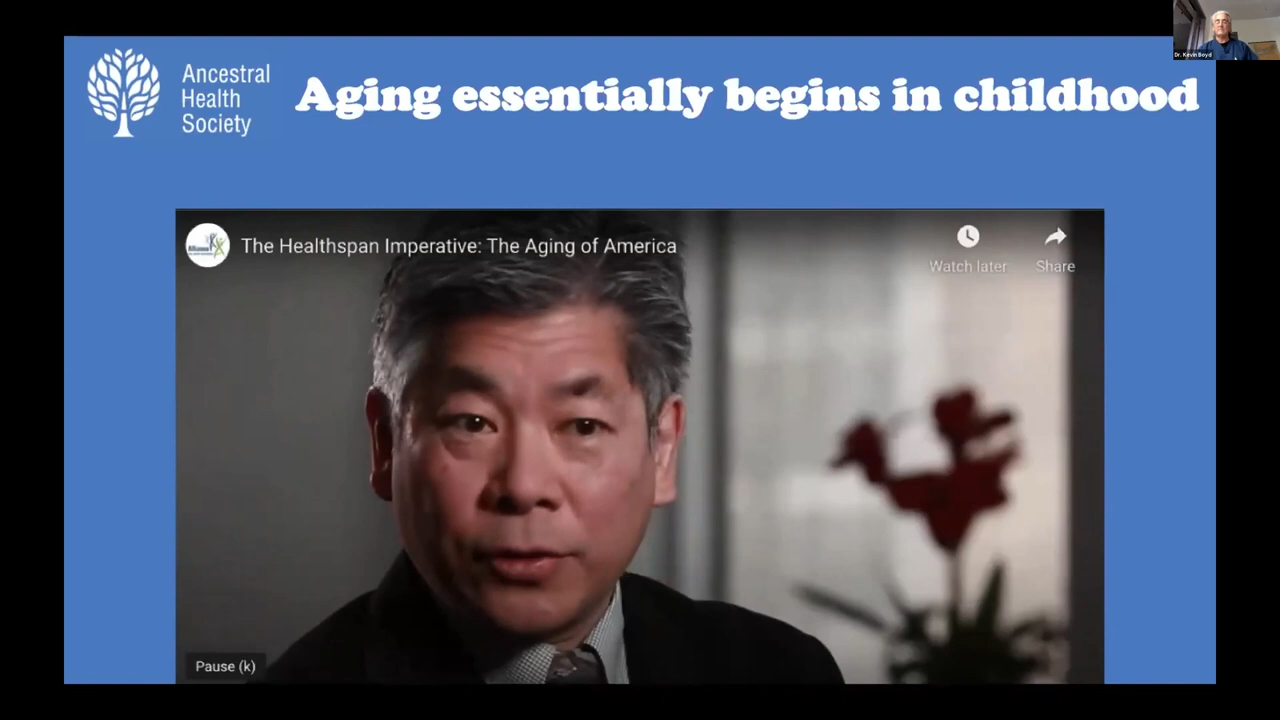 Dr. Kevin Boyd
Ancestral
Health
Society
Aging essentially begins in childhood
The Healthspan Imperative: The Aging of America
Watch later
Share
Pause (k)